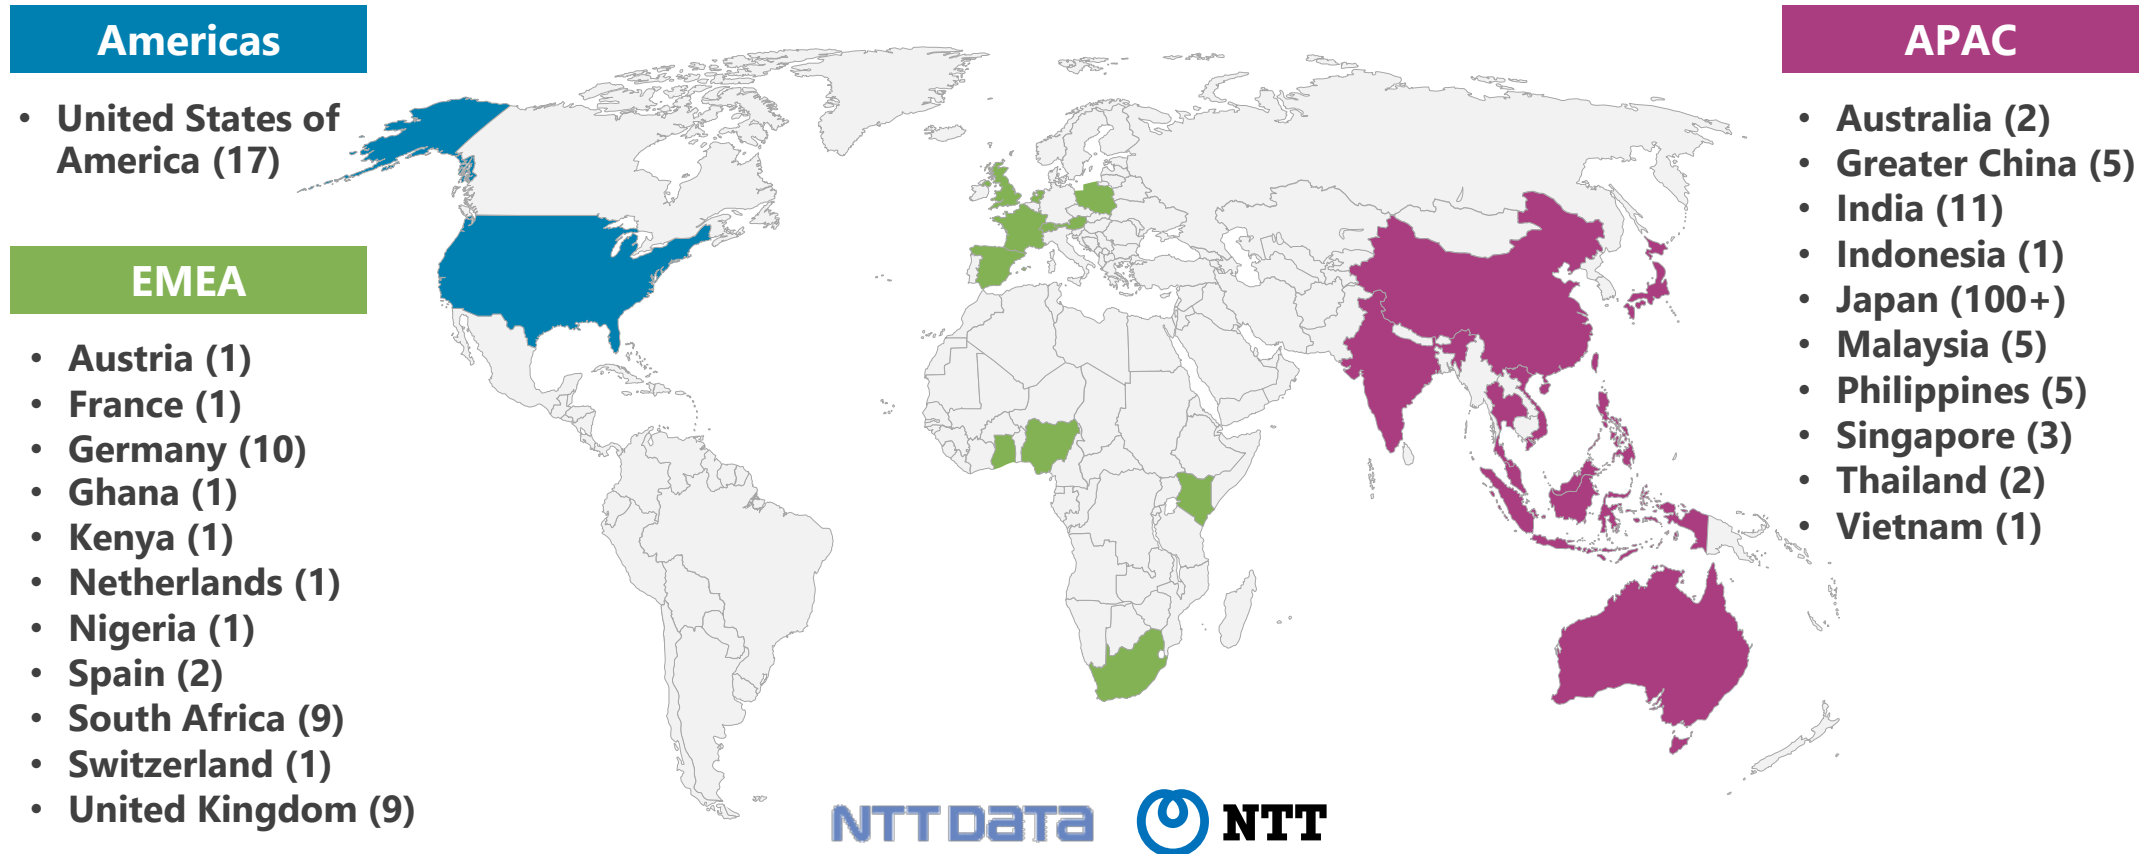 Americas
• United States of
America (17)
EMEA
• Austria (1)
• France (1)
• Germany (10)
• Ghana (1)
• Kenya (1)
• Netherlands (1)
• Nigeria (1)
• Spain (2)
• South Africa (9)
• Switzerland (1)
• United Kingdom (9)
APAC
• Australia (2)
• Greater China (5)
• India (11)
• Indonesia (1)
• Japan (100+)
• Malaysia (5)
• Philippines (5)
• Singapore (3)
• Thailand (2)
• Vietnam (1)
NTT DATA
NTT